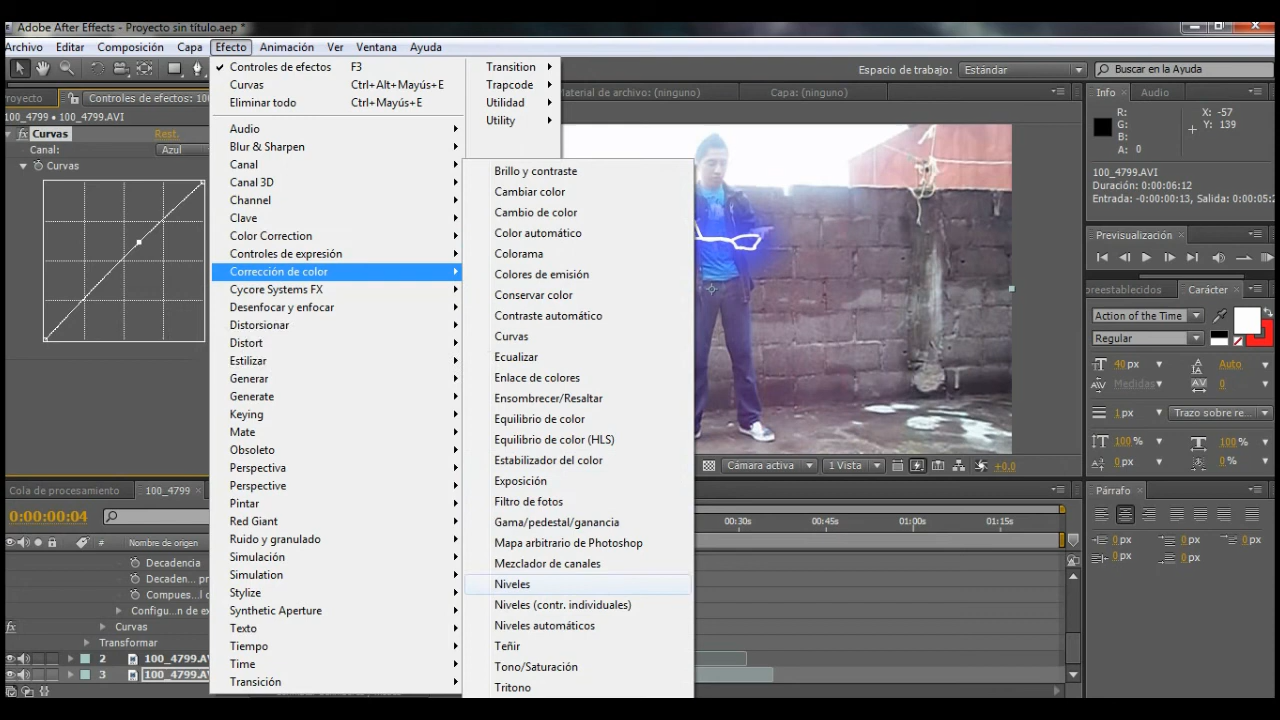 Adobe After Effects - Proyecto sin título.aep *
Archivo Editar Composición Capa Efecto Animación Ver Ventana Ayuda
Espacio de trabajo: Estándar Buscar en la Ayuda
Proyecto Controles de efectos: 100
100_4799 • 100_4799.AVI
Curvas Rest.
Canal: Azul
Curvas
Controles de efectos F3
Curvas Ctrl+Alt+Mayús+E
Eliminar todo Ctrl+Mayús+E
Audio
Blur & Sharpen
Canal
Canal 3D
Channel
Clave
Color Correction
Controles de expresión
Corrección de color
Cycore Systems FX
Desenfocar y enfocar
Distorsionar
Distort
Estilizar
Generar
Generate
Keying
Mate
Obsoleto
Perspectiva
Perspective
Pintar
Red Giant
Ruido y granulado
Simulación
Simulation
Stylize
Synthetic Aperture
Texto
Tiempo
Time
Transición
Transition
Trapcode
Utilidad
Utility
Brillo y contraste
Cambiar color
Cambio de color
Color automático
Colorama
Colores de emisión
Conservar color
Contraste automático
Curvas
Ecualizar
Enlace de colores
Ensombrecer/Resaltar
Equilibrio de color
Equilibrio de color (HLS)
Estabilizador del color
Exposición
Filtro de fotos
Gama/pedestal/ganancia
Mapa arbitrario de Photoshop
Mezclador de canales
Niveles
Niveles (contr. individuales)
Niveles automáticos
Teñir
Tono/Saturación
Tritono
Material de archivo: (ninguno) Capa: (ninguno)
Cámara activa 1 Vista +0,0
Info Audio
R: X: -57
G: Y: 139
B:
A: 0
100_4799.AVI
Duración: 0:00:06:12
Entrada: -0:00:00:13, Salida: 0:00:05:2
Previsualización
preestablecidos Carácter
Action of the Time
Regular
40 px Auto
Medidas 0
1 px Trazo sobre re...
100 % 100 %
0 px 0 %
Párrafo
0 px 0 px 0 px
0 px 0 px
Cola de procesamiento 100_4799
0:00:00:04
# Nombre de origen
00:30s 00:45s 01:00s 01:15s
Decadencia
Decaden... pr
Compues...l
Configu...n de e
fx Curvas
Transformar
2 100_4799.AV
3 100_4799.AV